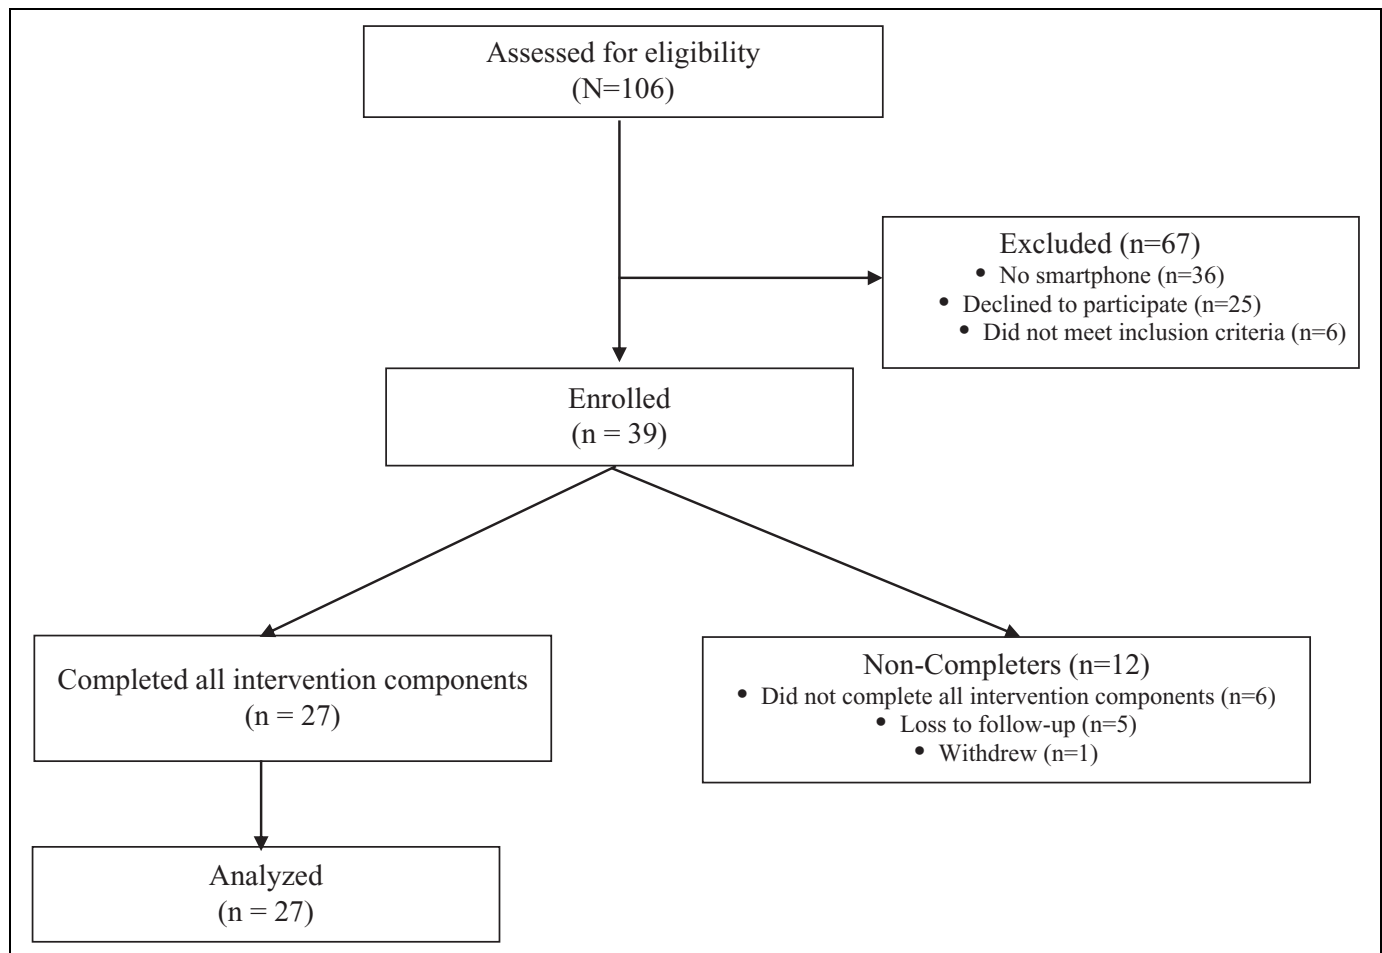 Assessed for eligibility
(N=106)
Excluded (n=67)
• No smartphone (n=36)
• Declined to participate (n=25)
• Did not meet inclusion criteria (n=6)
Enrolled
(n = 39)
Completed all intervention components
(n = 27)
Non-Completers (n=12)
• Did not complete all intervention components (n=6)
• Loss to follow-up (n=5)
• Withdrew (n=1)
Analyzed
(n = 27)